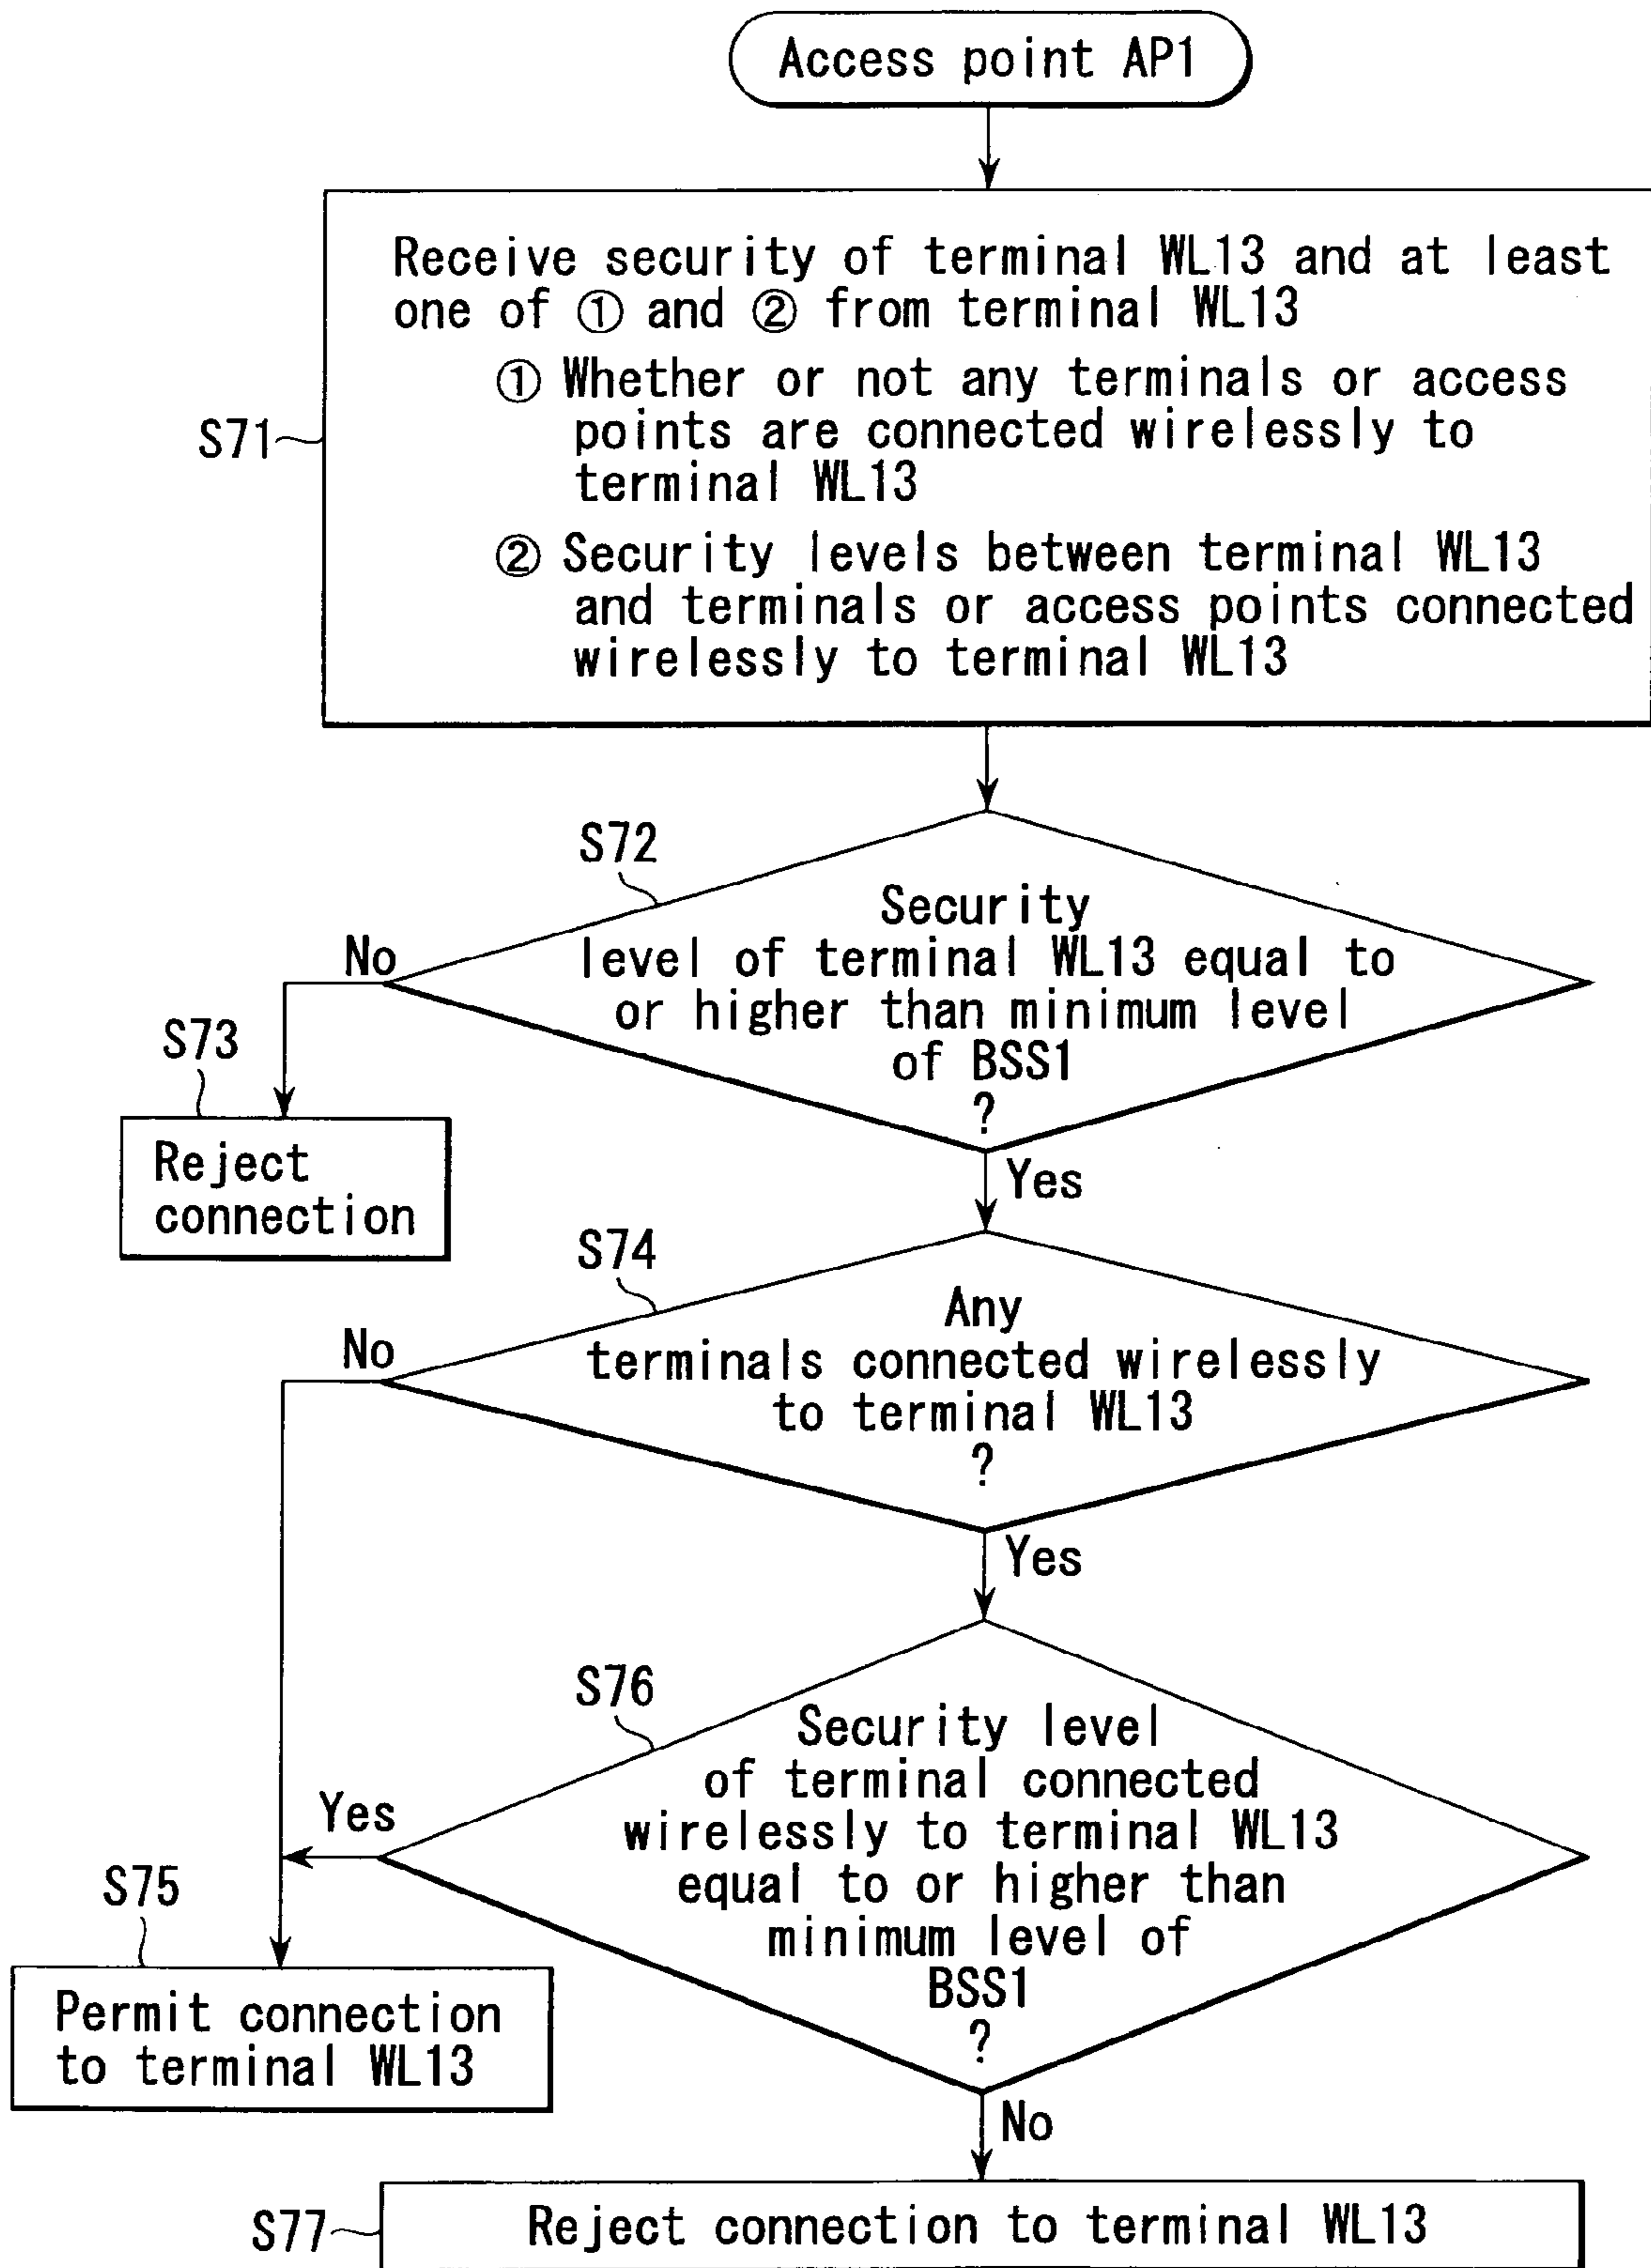 Access point AP1
Receive security of terminal WL13 and at least
one of ① and ② from terminal WL13
① Whether or not any terminals or access
points are connected wirelessly to
terminal WL13
② Security levels between terminal WL13
and terminals or access points connected
wirelessly to terminal WL13
S71
S72
Security
level of terminal WL13 equal to
or higher than minimum level
of BSS1
?
No
S73
Reject
connection
Yes
S74
Any
terminals connected wirelessly
to terminal WL13
?
No
Yes
S76
Security level
of terminal connected
wirelessly to terminal WL13
equal to or higher than
minimum level of
BSS1
?
Yes
S75
Permit connection
to terminal WL13
No
S77
Reject connection to terminal WL13